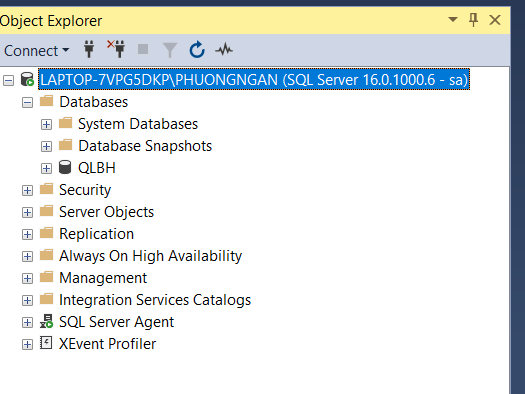 Object Explorer
Connect
LAPTOP-7VPG5DKP\PHUONGNGAN (SQL Server 16.0.1000.6 - sa)
Databases
System Databases
Database Snapshots
QLBH
Security
Server Objects
Replication
Always On High Availability
Management
Integration Services Catalogs
SQL Server Agent
XEvent Profiler